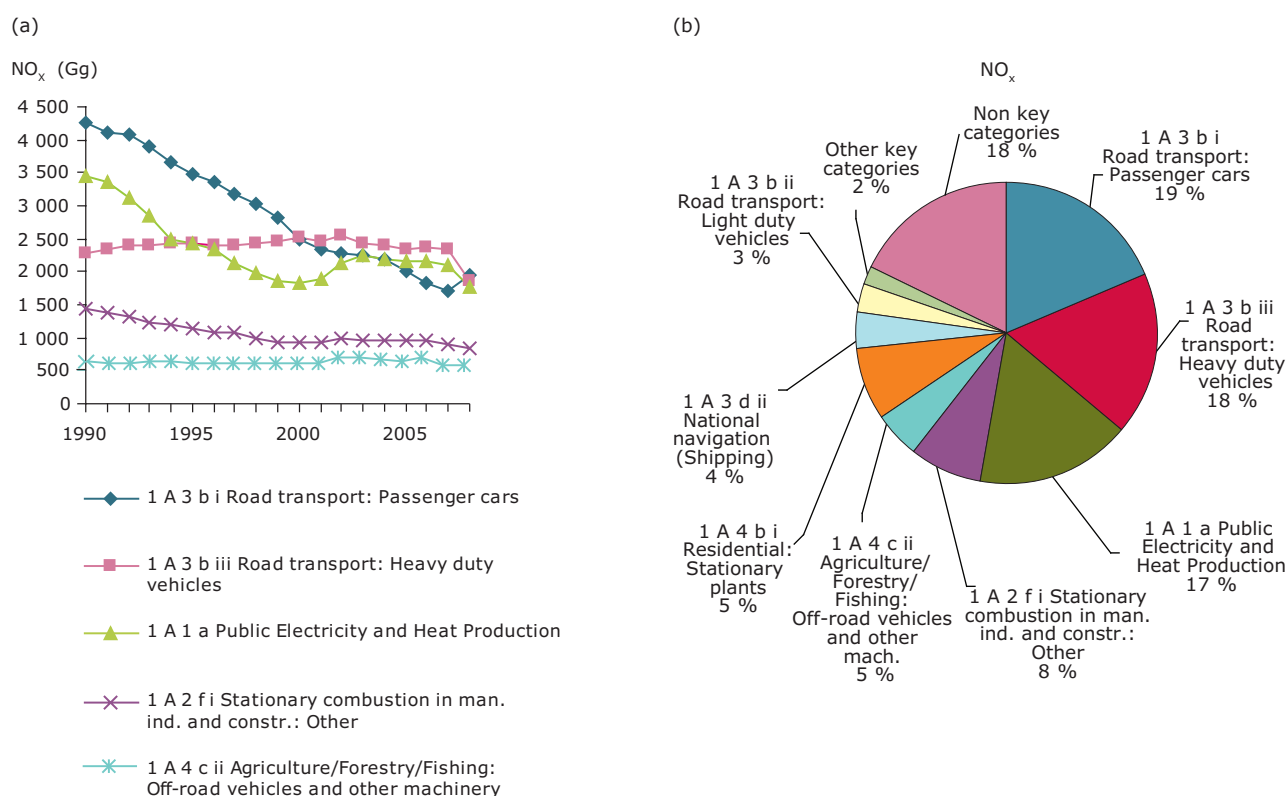 (a)
NOx (Gg)
4 500
4 000
3 500
3 000
2 500
2 000
1 500
1 000
500
0
1990
1995
2000
2005
1 A 3 b i Road transport: Passenger cars
1 A 3 b iii Road transport: Heavy duty
vehicles
1 A 1 a Public Electricity and Heat Production
1 A 2 f i Stationary combustion in man.
ind. and constr.: Other
1 A 4 c ii Agriculture/Forestry/Fishing:
Off-road vehicles and other machinery
(b)
NOx
Non key
categories
18 %
1 A 3 b i
Road transport:
Passenger cars
19 %
1 A 3 b iii
Road
transport:
Heavy duty
vehicles
18 %
1 A 1 a Public
Electricity and
Heat Production
17 %
1 A 2 f i Stationary
combustion in man.
ind. and constr.:
Other
8 %
1 A 4 c ii
Agriculture/
Forestry/
Fishing:
Off-road vehicles
and other
mach.
5 %
1 A 4 b i
Residential:
Stationary
plants
5 %
1 A 3 d ii
National
navigation
(Shipping)
4 %
1 A 3 b ii
Road transport:
Light duty
vehicles
3 %
Other key
categories
2 %